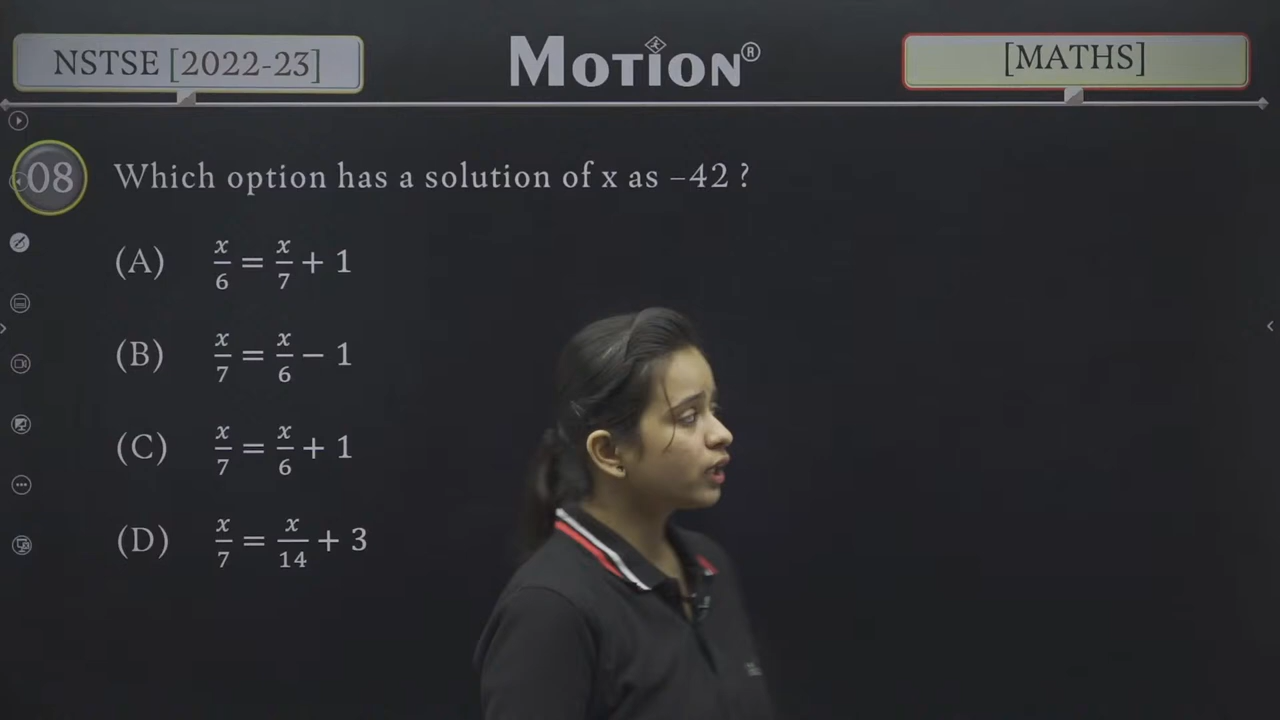 NSTSE [2022-23]
MOTION®
[MATHS]
08 Which option has a solution of x as –42 ?
(A) x/6 = x/7 + 1
(B) x/7 = x/6 − 1
(C) x/7 = x/6 + 1
(D) x/7 = x/14 + 3